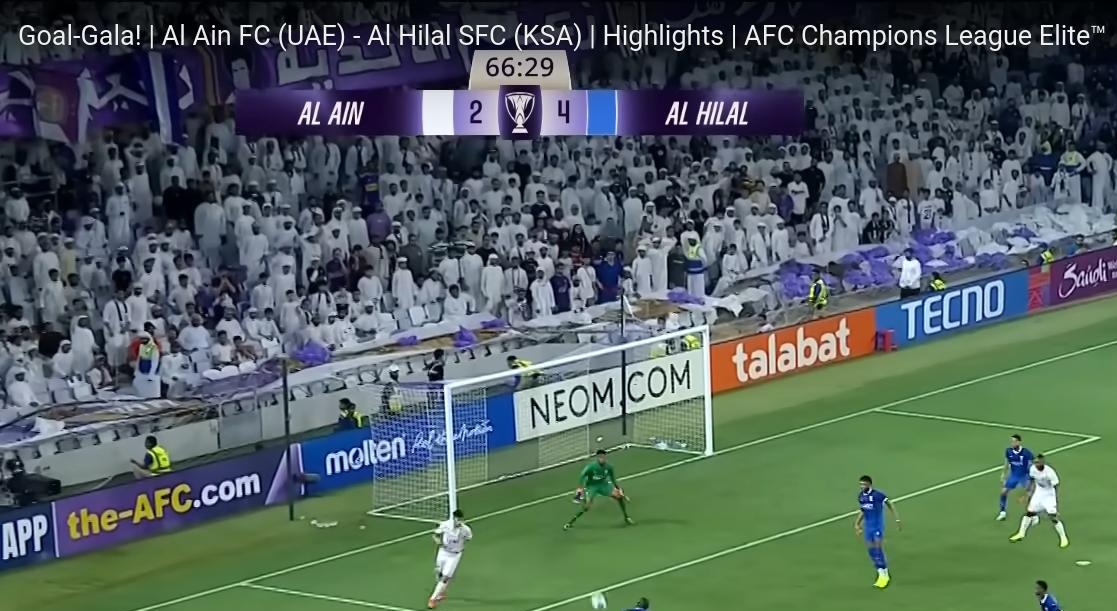 Goal-Gala! | Al Ain FC (UAE) - Al Hilal SFC (KSA) | Highlights | AFC Champions League Elite™
66:29
AL AIN 2 4 AL HILAL
TECNO
Saudi
talabat
NEOM.COM
molten
the-AFC.com
APP